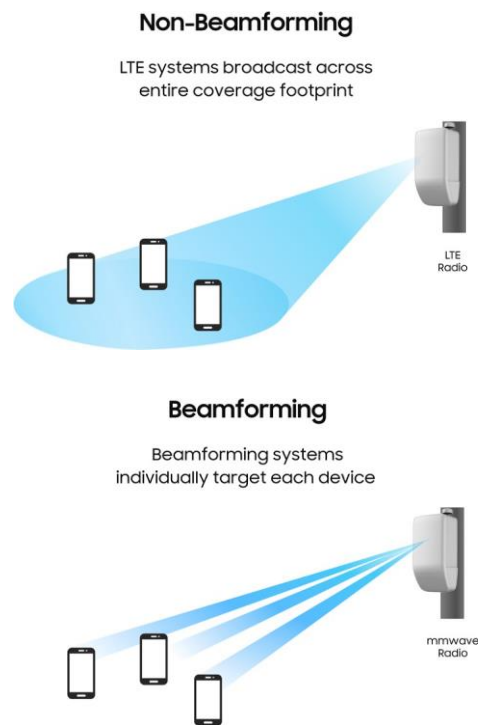 Non-Beamforming
LTE systems broadcast across
entire coverage footprint
LTE
Radio
Beamforming
Beamforming systems
individually target each device
mmwave
Radio